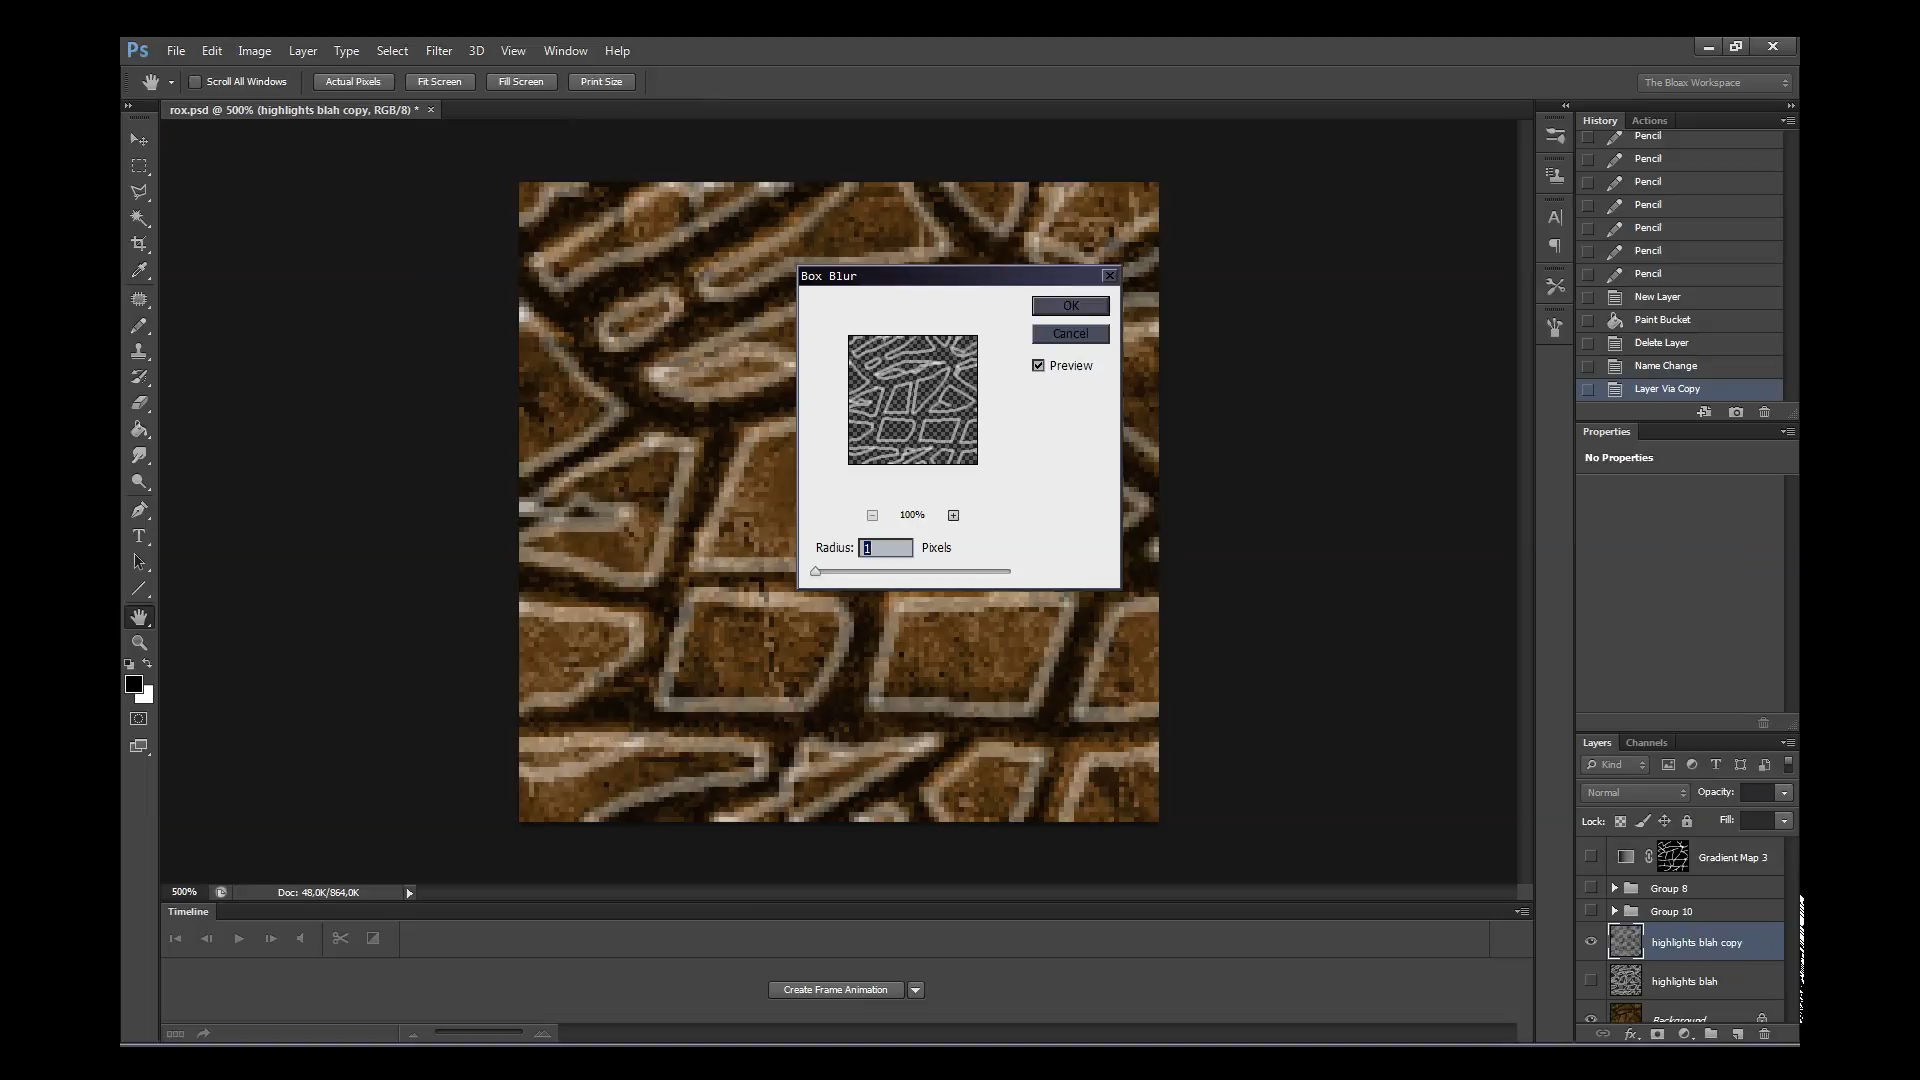 Ps File Edit Image Layer Type Select Filter 3D View Window Help
Scroll All Windows Actual Pixels Fit Screen Fill Screen Print Size The Bloax Workspace
rox.psd @ 500% (highlights blah copy, RGB/8) *
History Actions
Pencil
Pencil
Pencil
Pencil
Pencil
Pencil
Pencil
New Layer
Paint Bucket
Delete Layer
Name Change
Layer Via Copy
Properties
No Properties
Box Blur
OK
Cancel
Preview
100%
Radius: 1 Pixels
Layers Channels
Kind
Normal Opacity:
Lock: Fill:
Gradient Map 3
Group 8
Group 10
highlights blah copy
highlights blah
Background
500% Doc: 48,0K/864,0K
Timeline
Create Frame Animation